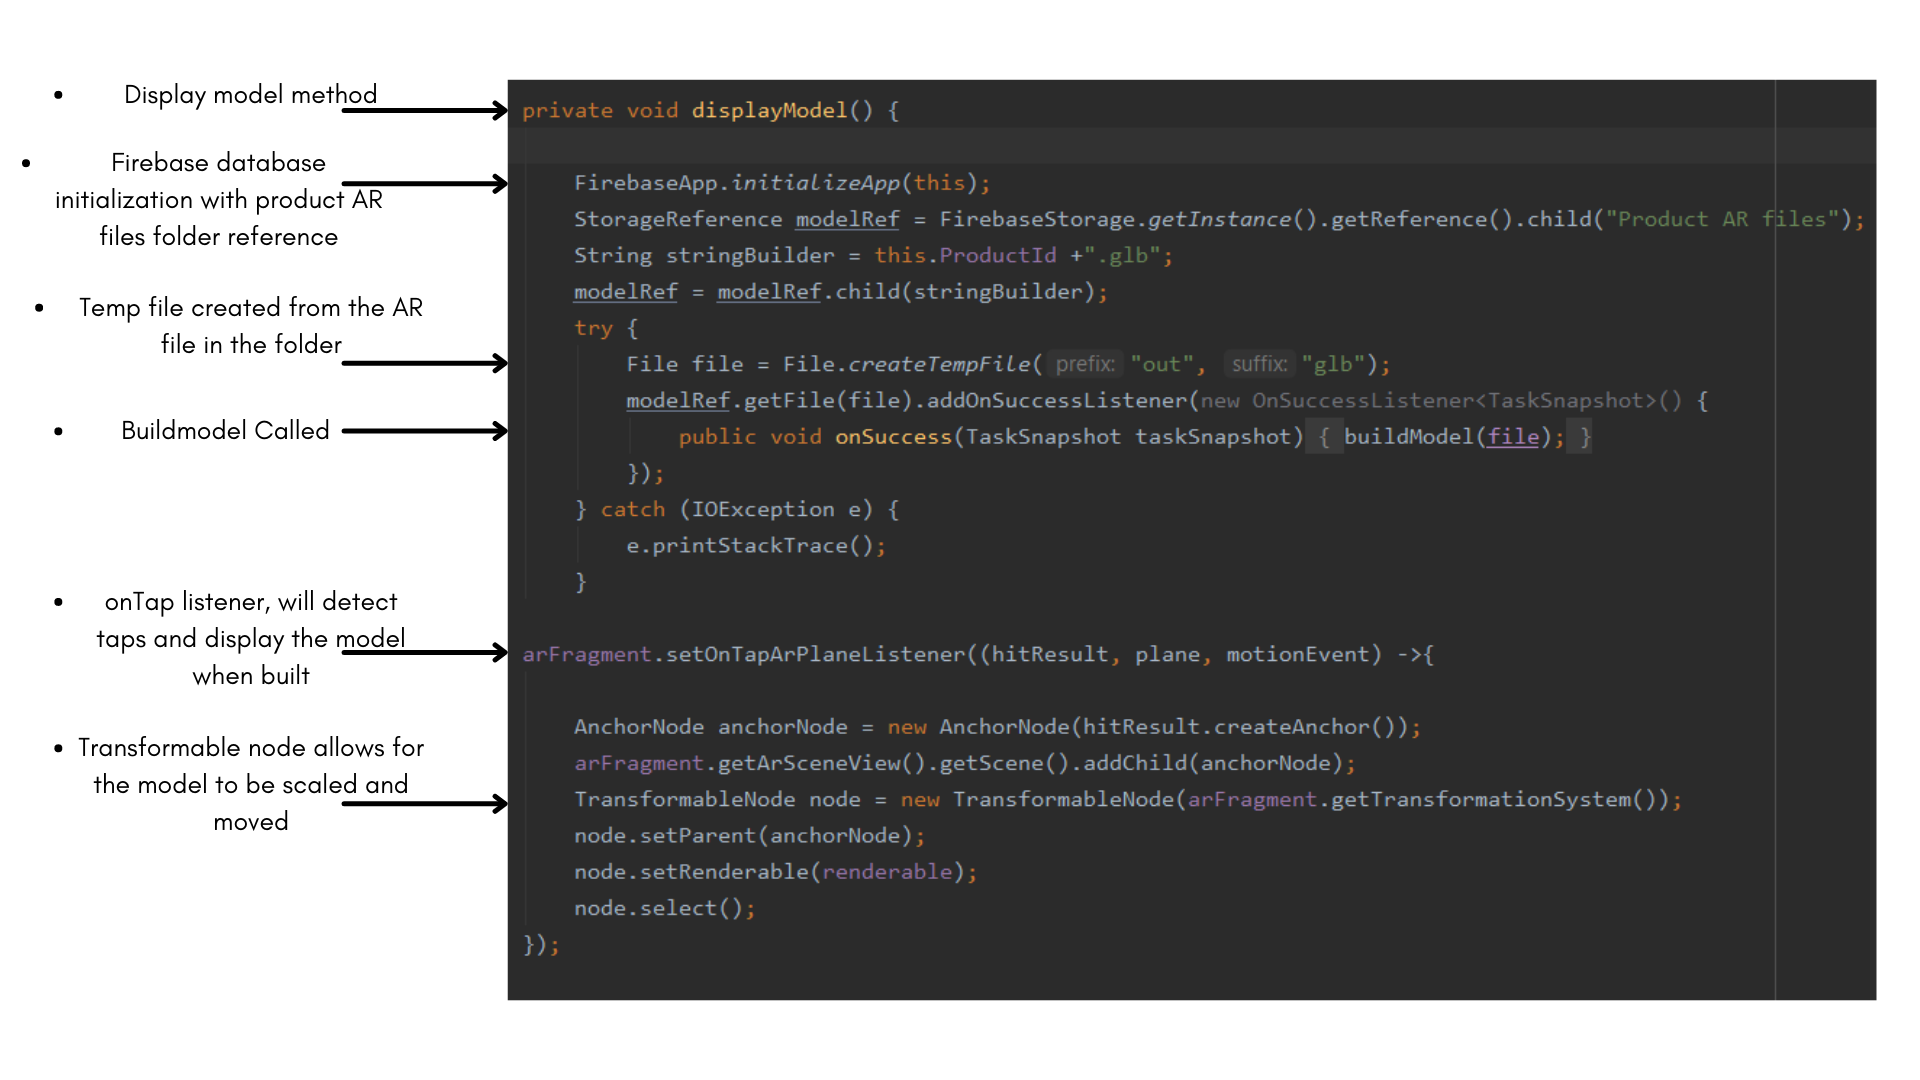 • Display model method
• Firebase database
initialization with product AR
files folder reference
• Temp file created from the AR
file in the folder
• Buildmodel Called
• onTap listener, will detect
taps and display the model
when built
• Transformable node allows for
the model to be scaled and
moved
private void displayModel() {
FirebaseApp.initializeApp(this);
StorageReference modelRef = FirebaseStorage.getInstance().getReference().child("Product AR files");
String stringBuilder = this.ProductId +".glb";
modelRef = modelRef.child(stringBuilder);
try {
File file = File.createTempFile( prefix: "out", suffix: "glb");
modelRef.getFile(file).addOnSuccessListener(new OnSuccessListener<TaskSnapshot>() {
public void onSuccess(TaskSnapshot taskSnapshot) { buildModel(file); }
});
} catch (IOException e) {
e.printStackTrace();
}
arFragment.setOnTapArPlaneListener((hitResult, plane, motionEvent) ->{
AnchorNode anchorNode = new AnchorNode(hitResult.createAnchor());
arFragment.getArSceneView().getScene().addChild(anchorNode);
TransformableNode node = new TransformableNode(arFragment.getTransformationSystem());
node.setParent(anchorNode);
node.setRenderable(renderable);
node.select();
});